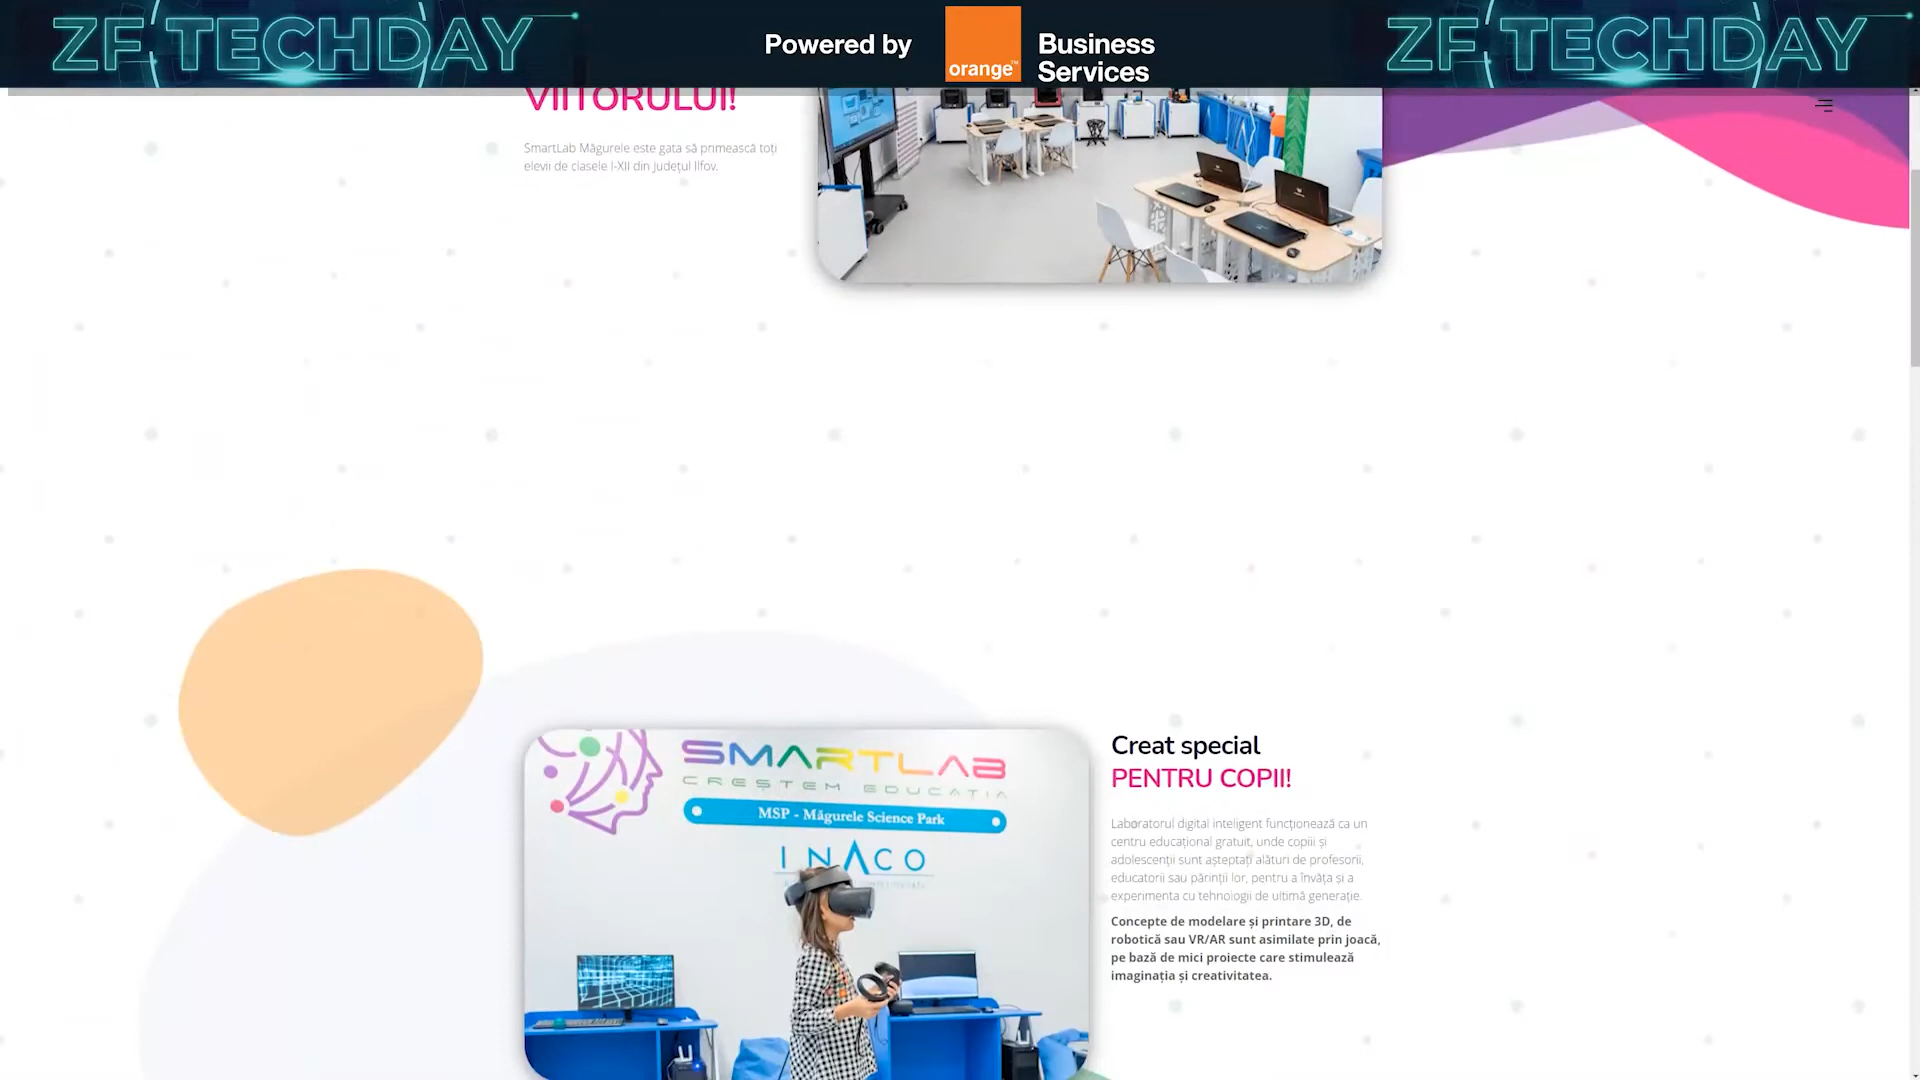 ZF TECHDAY
Powered by
orange™
Business
Services
ZF TECHDAY
VIITORULUI!
SmartLab Măgurele este gata să primească toți
elevii de clasele I-XII din județul Ilfov.
SMARTLAB
CREȘTEM EDUCAȚIA
MSP - Măgurele Science Park
INACO
Creat special
PENTRU COPII!
Laboratorul digital inteligent funcționează ca un
centru educațional gratuit, unde copiii și
adolescenții sunt așteptați alături de profesorii,
educatorii sau părinții lor, pentru a învăța și a
experimenta cu tehnologii de ultimă generație.
Concepte de modelare și printare 3D, de
robotică sau VR/AR sunt asimilate prin joacă,
pe bază de mici proiecte care stimulează
imaginația și creativitatea.